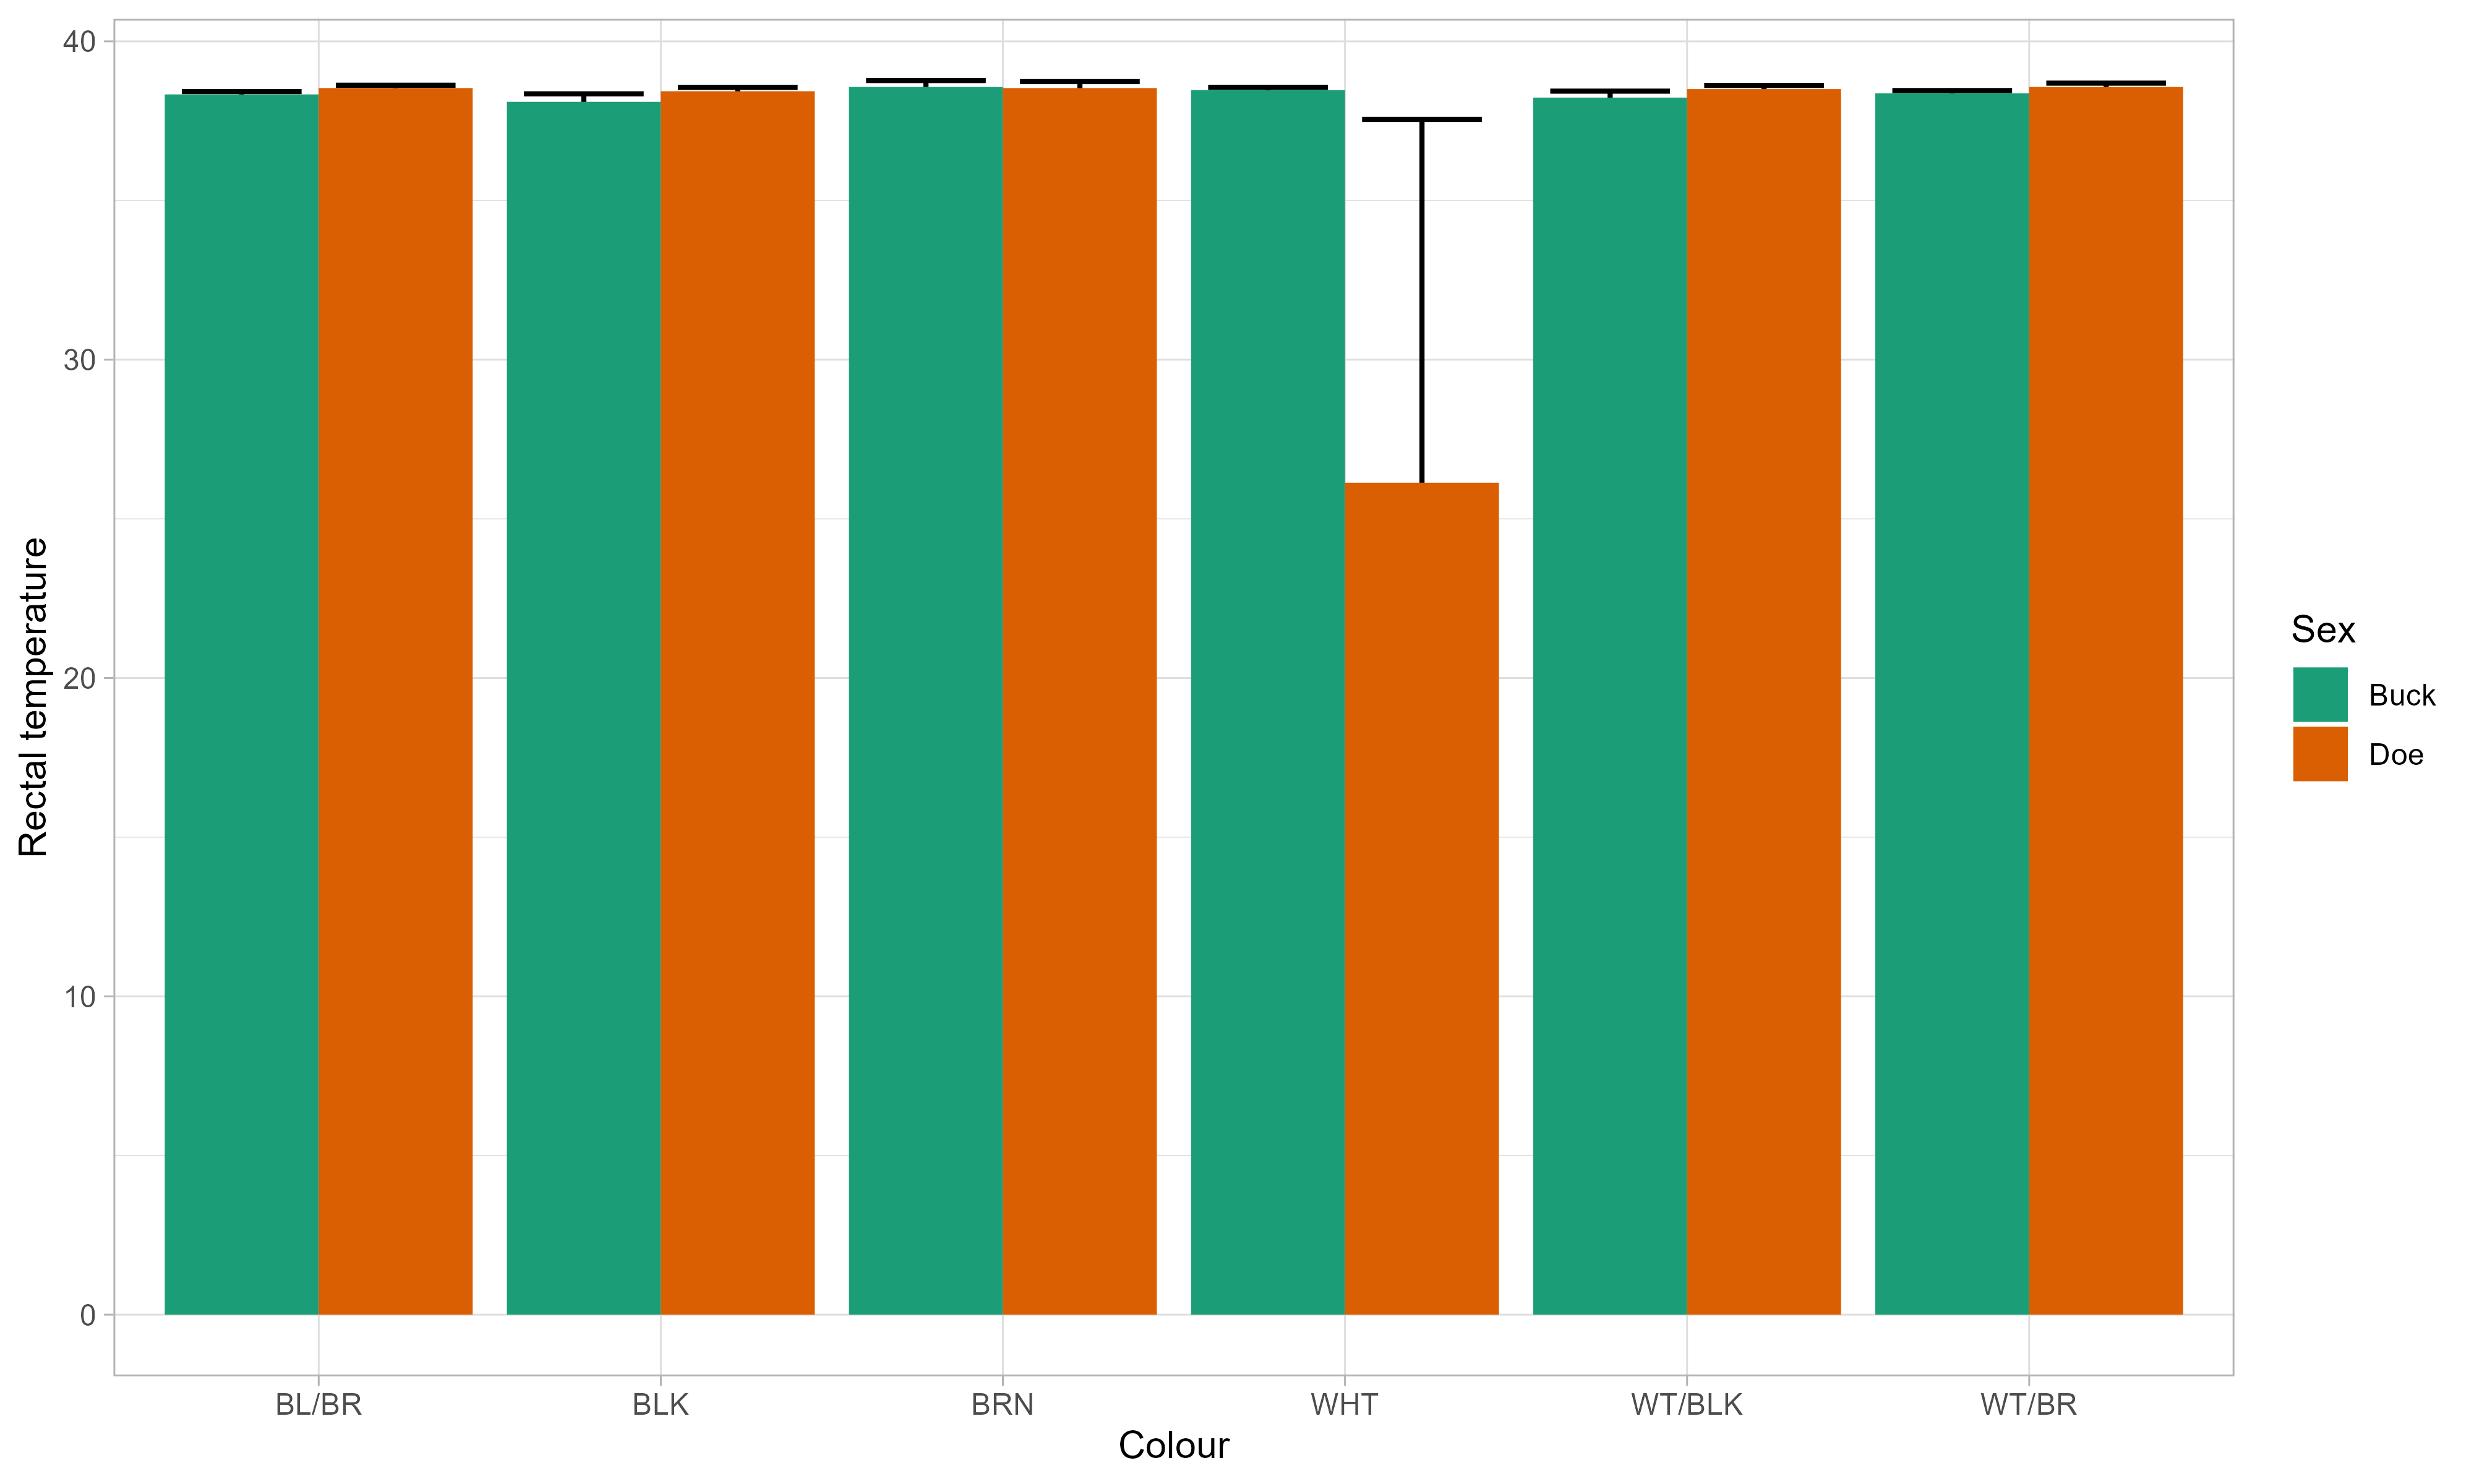 40
30
20
10
0
Rectal temperature
BL/BR
BLK
BRN
WHT
WT/BLK
WT/BR
Colour
Sex
Buck
Doe